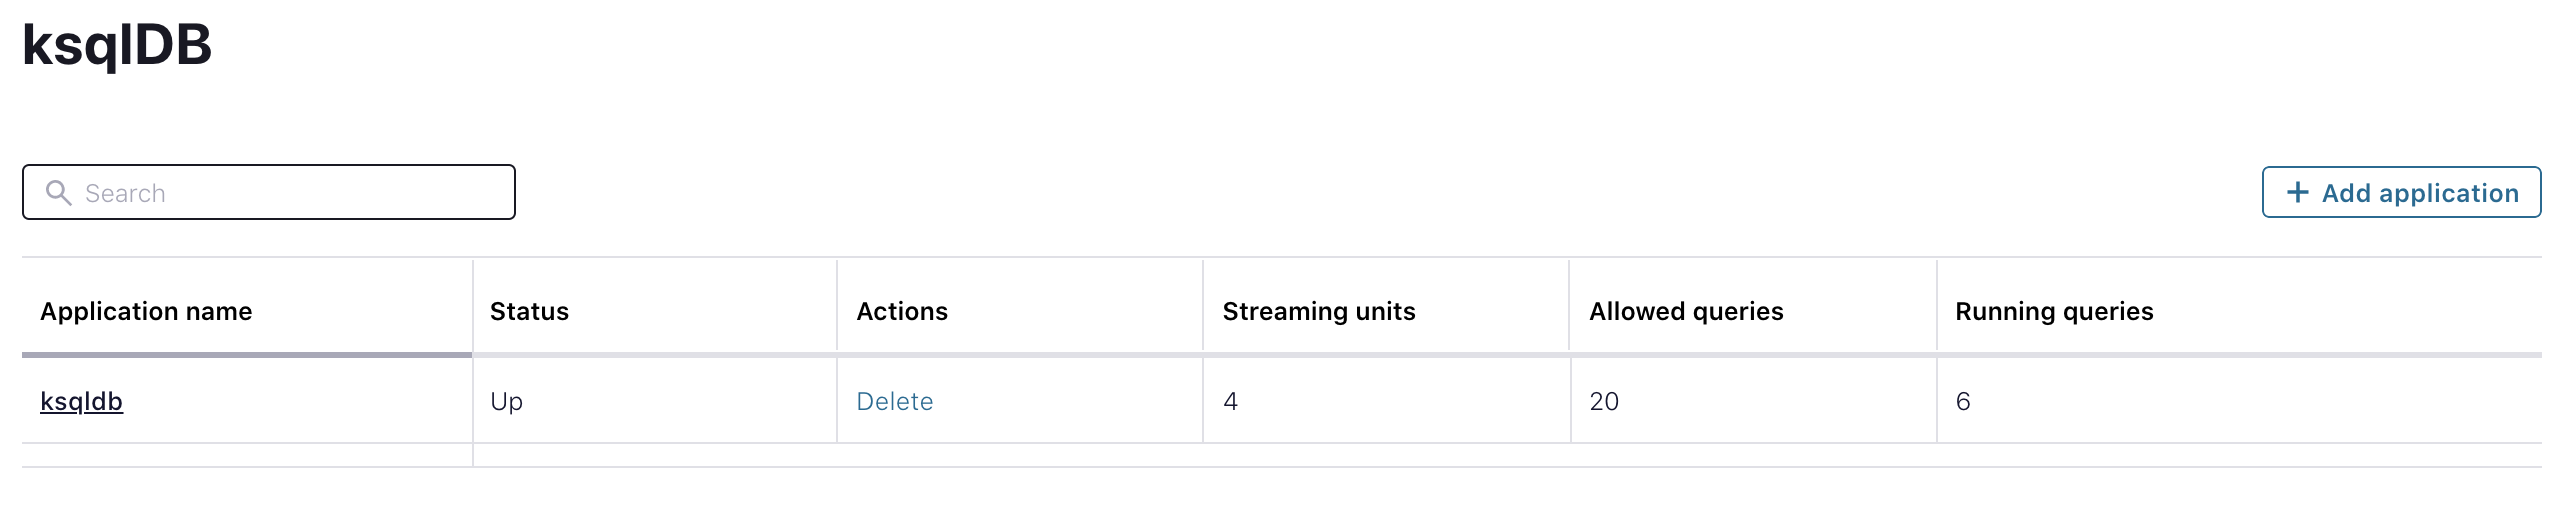 ksqlDB
Search
+ Add application
Application name Status Actions Streaming units Allowed queries Running queries
ksqldb Up Delete 4 20 6